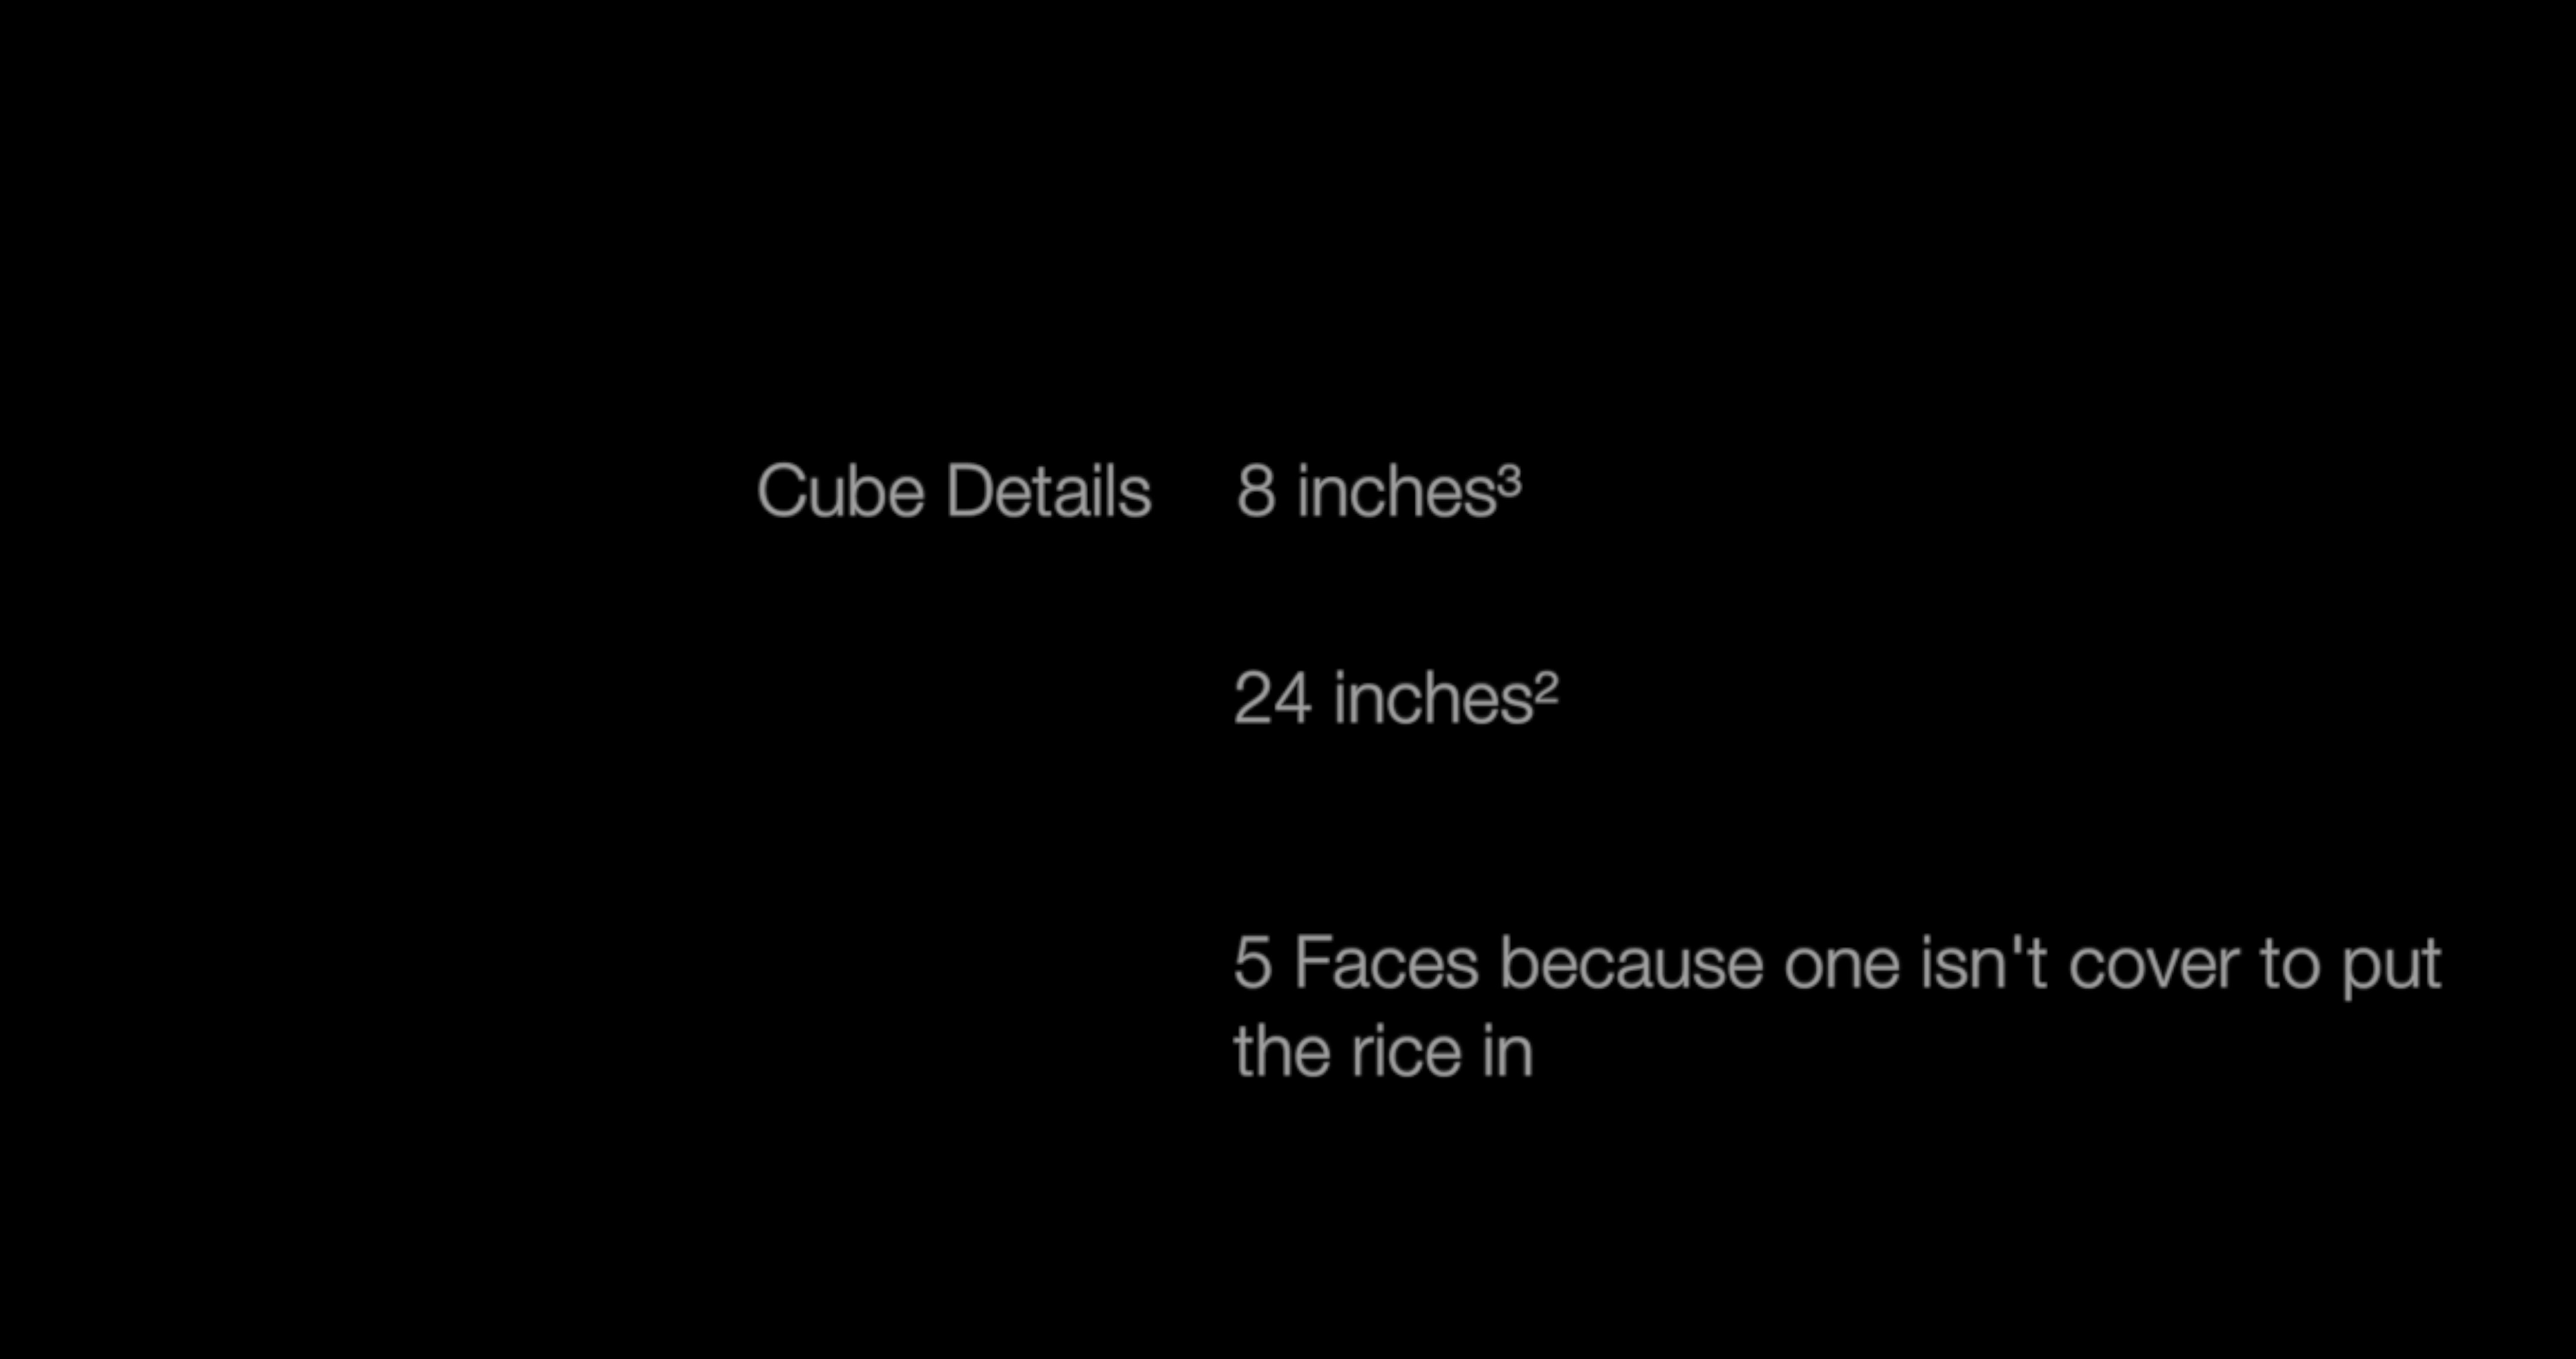 Cube Details 8 inches³
24 inches²
5 Faces because one isn't cover to put
the rice in